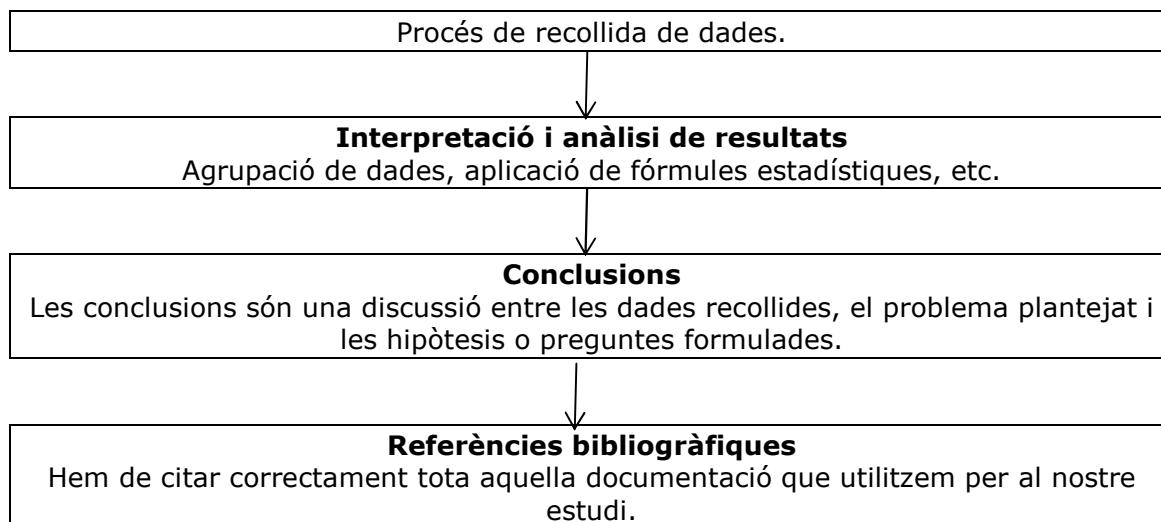 Procés de recollida de dades.
Interpretació i anàlisi de resultats
Agrupació de dades, aplicació de fórmules estadístiques, etc.
Conclusions
Les conclusions són una discussió entre les dades recollides, el problema plantejat i
les hipòtesis o preguntes formulades.
Referències bibliogràfiques
Hem de citar correctament tota aquella documentació que utilitzem per al nostre
estudi.